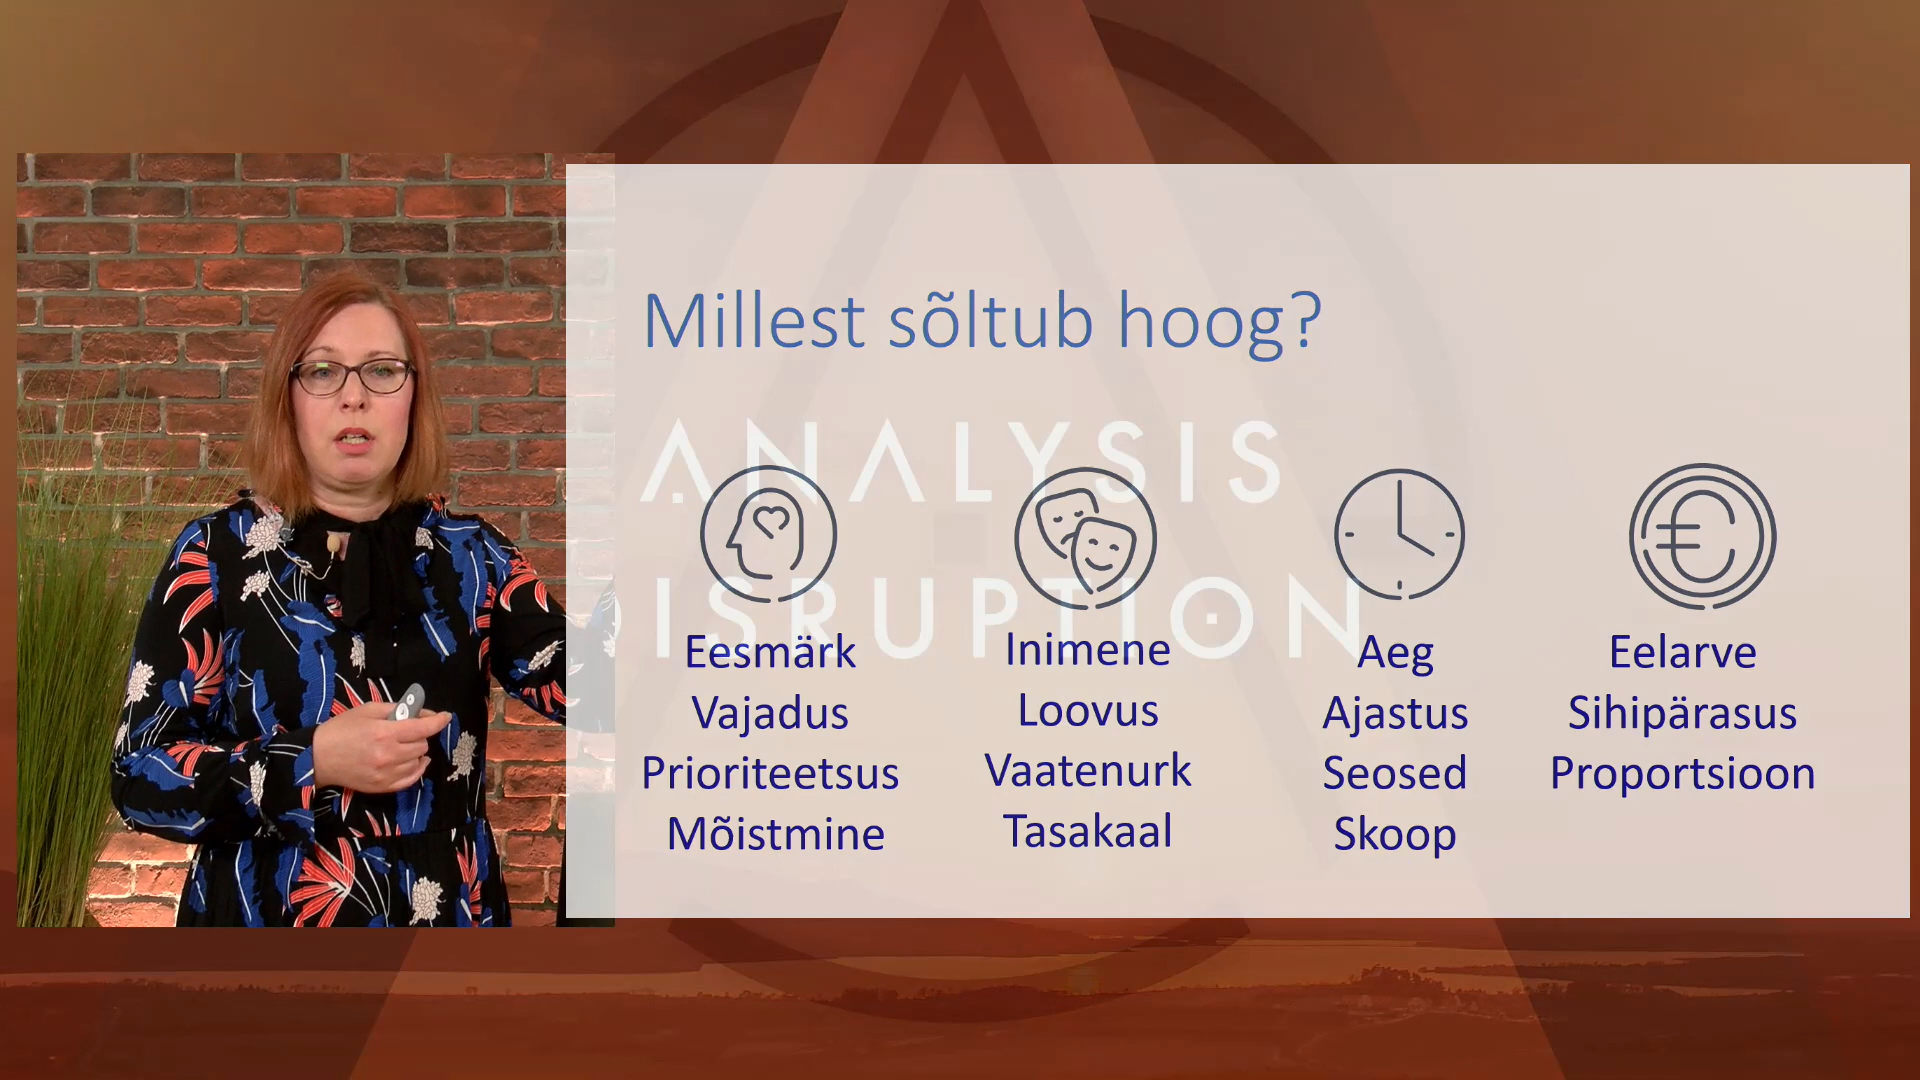 Millest sõltub hoog?
ANALYSIS
DISRUPTION
Eesmärk
Vajadus
Prioriteetsus
Mõistmine
Inimene
Loovus
Vaatenurk
Tasakaal
Aeg
Ajastus
Seosed
Skoop
Eelarve
Sihipärasus
Proportsioon